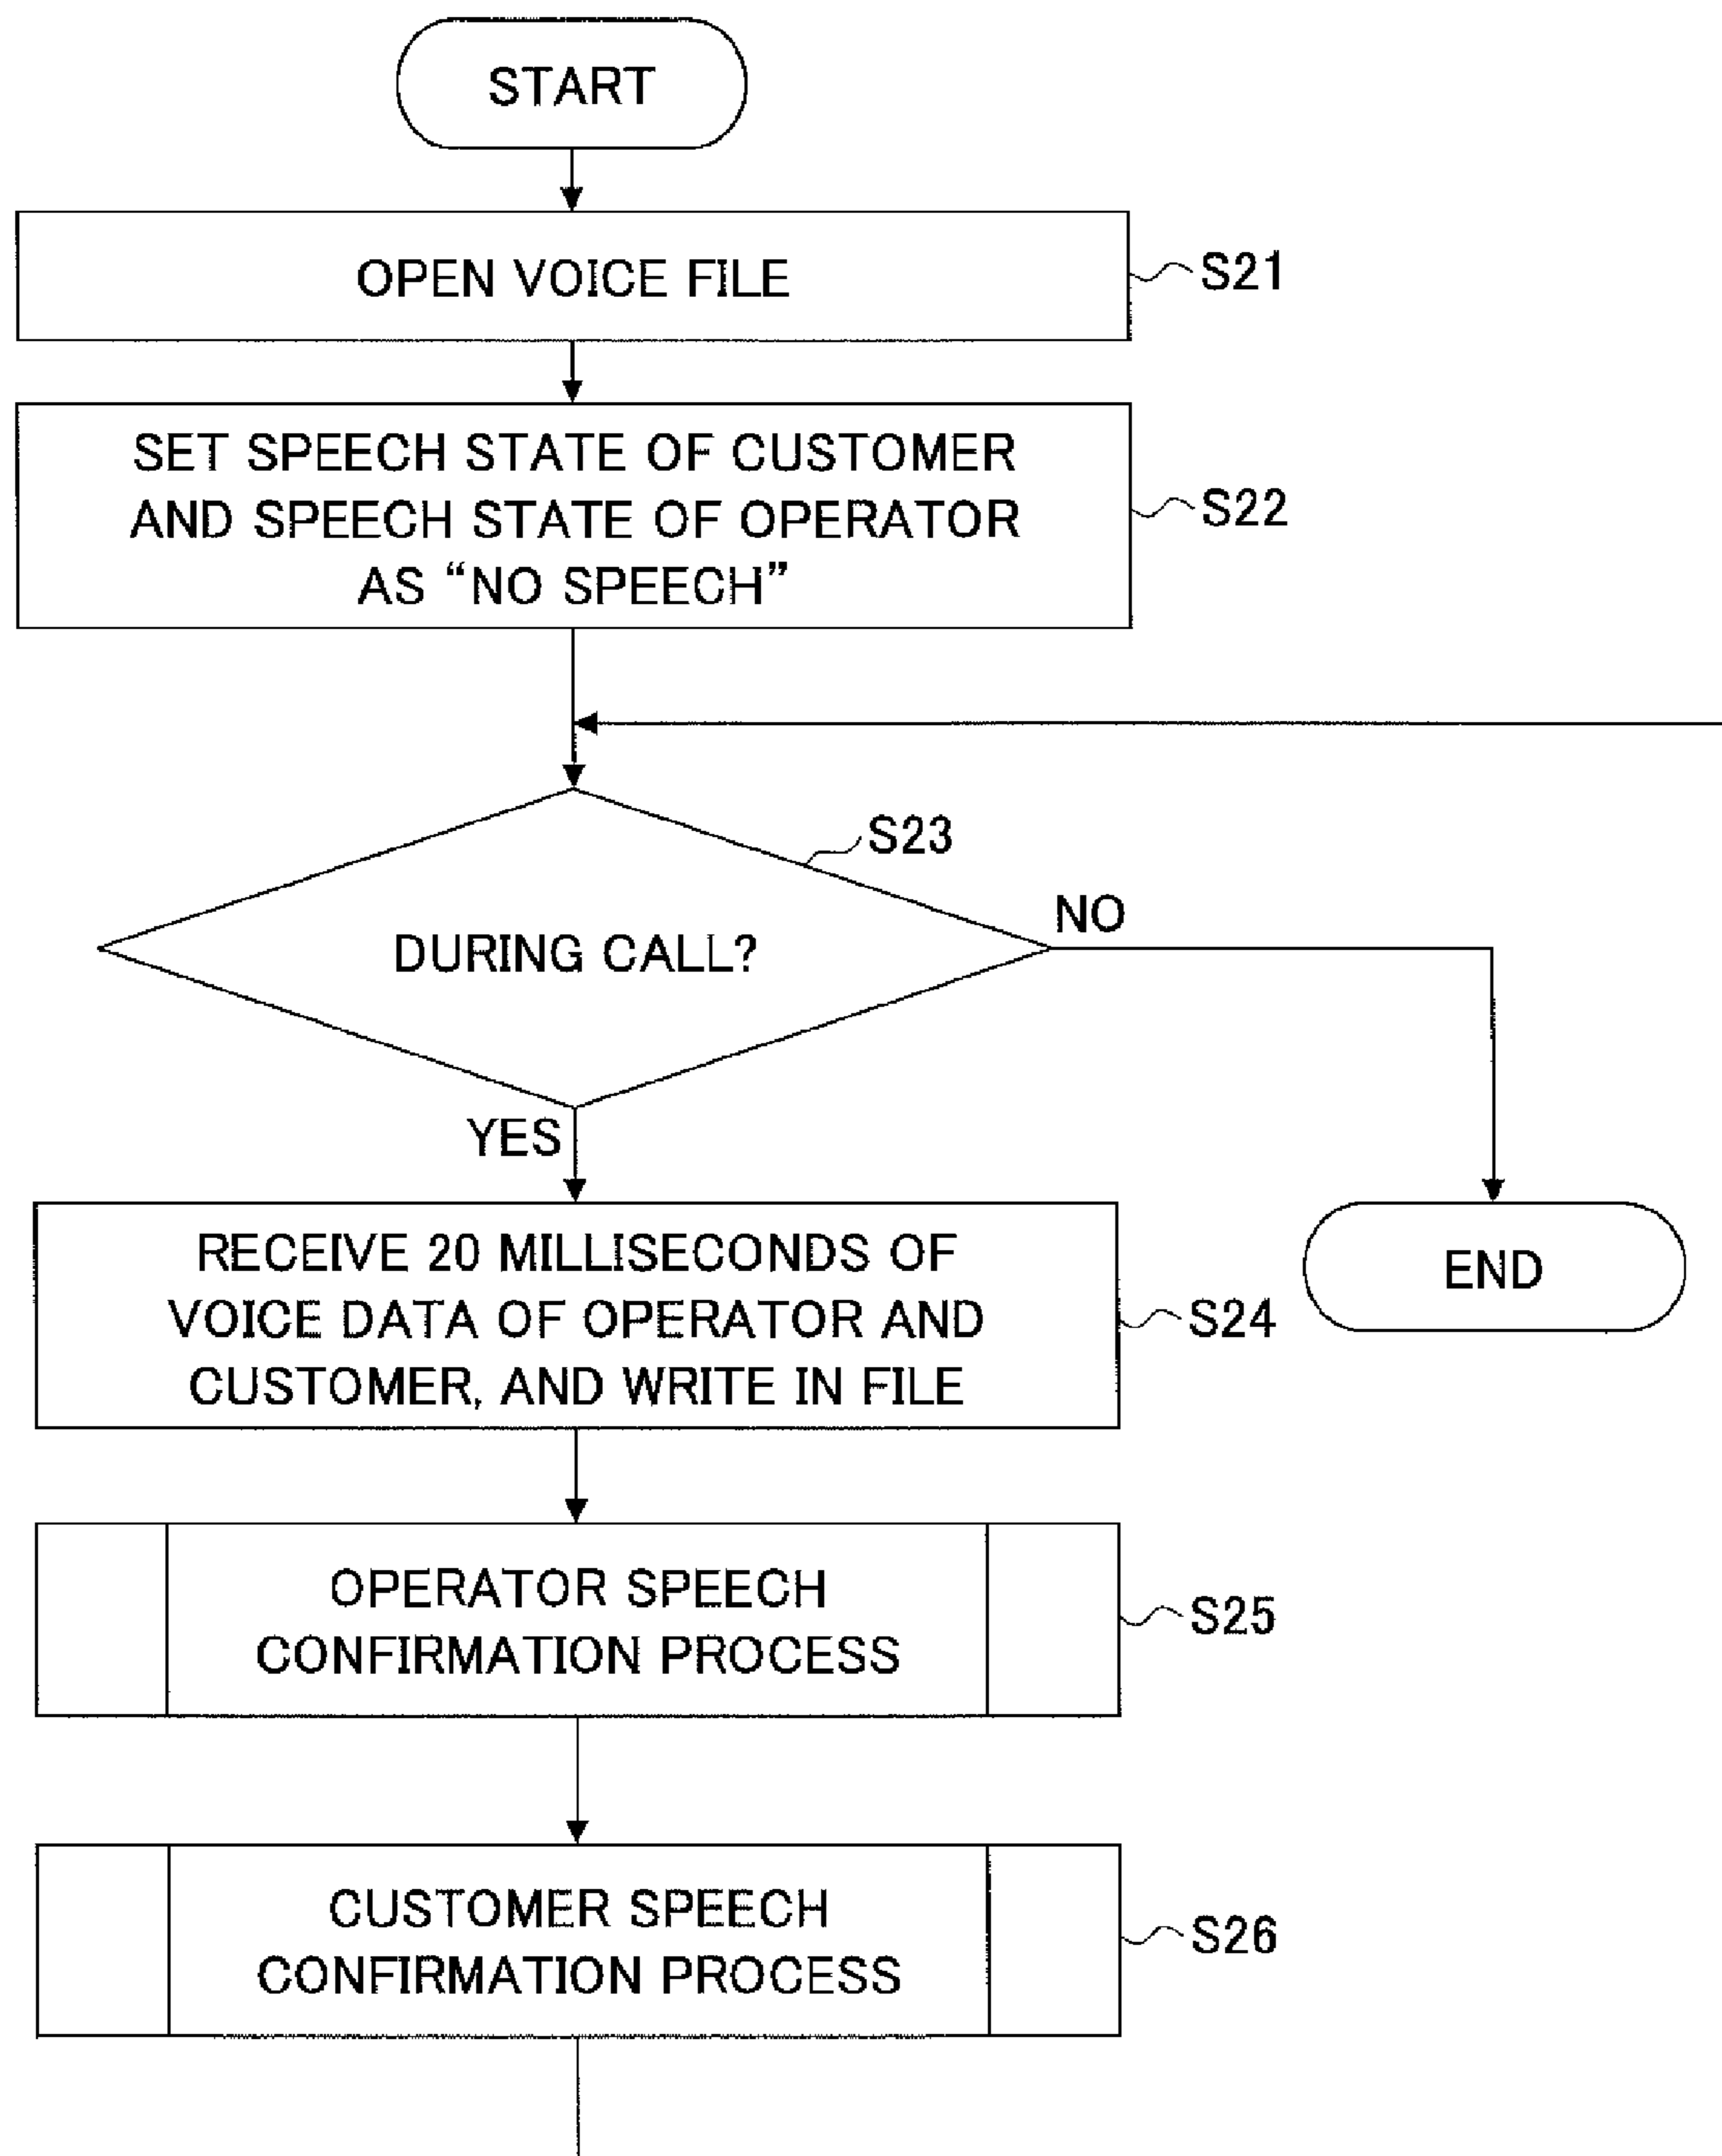 START
OPEN VOICE FILE
S21
SET SPEECH STATE OF CUSTOMER
AND SPEECH STATE OF OPERATOR
AS “NO SPEECH”
S22
S23
DURING CALL?
NO
YES
RECEIVE 20 MILLISECONDS OF
VOICE DATA OF OPERATOR AND
CUSTOMER, AND WRITE IN FILE
S24
END
OPERATOR SPEECH
CONFIRMATION PROCESS
S25
CUSTOMER SPEECH
CONFIRMATION PROCESS
S26